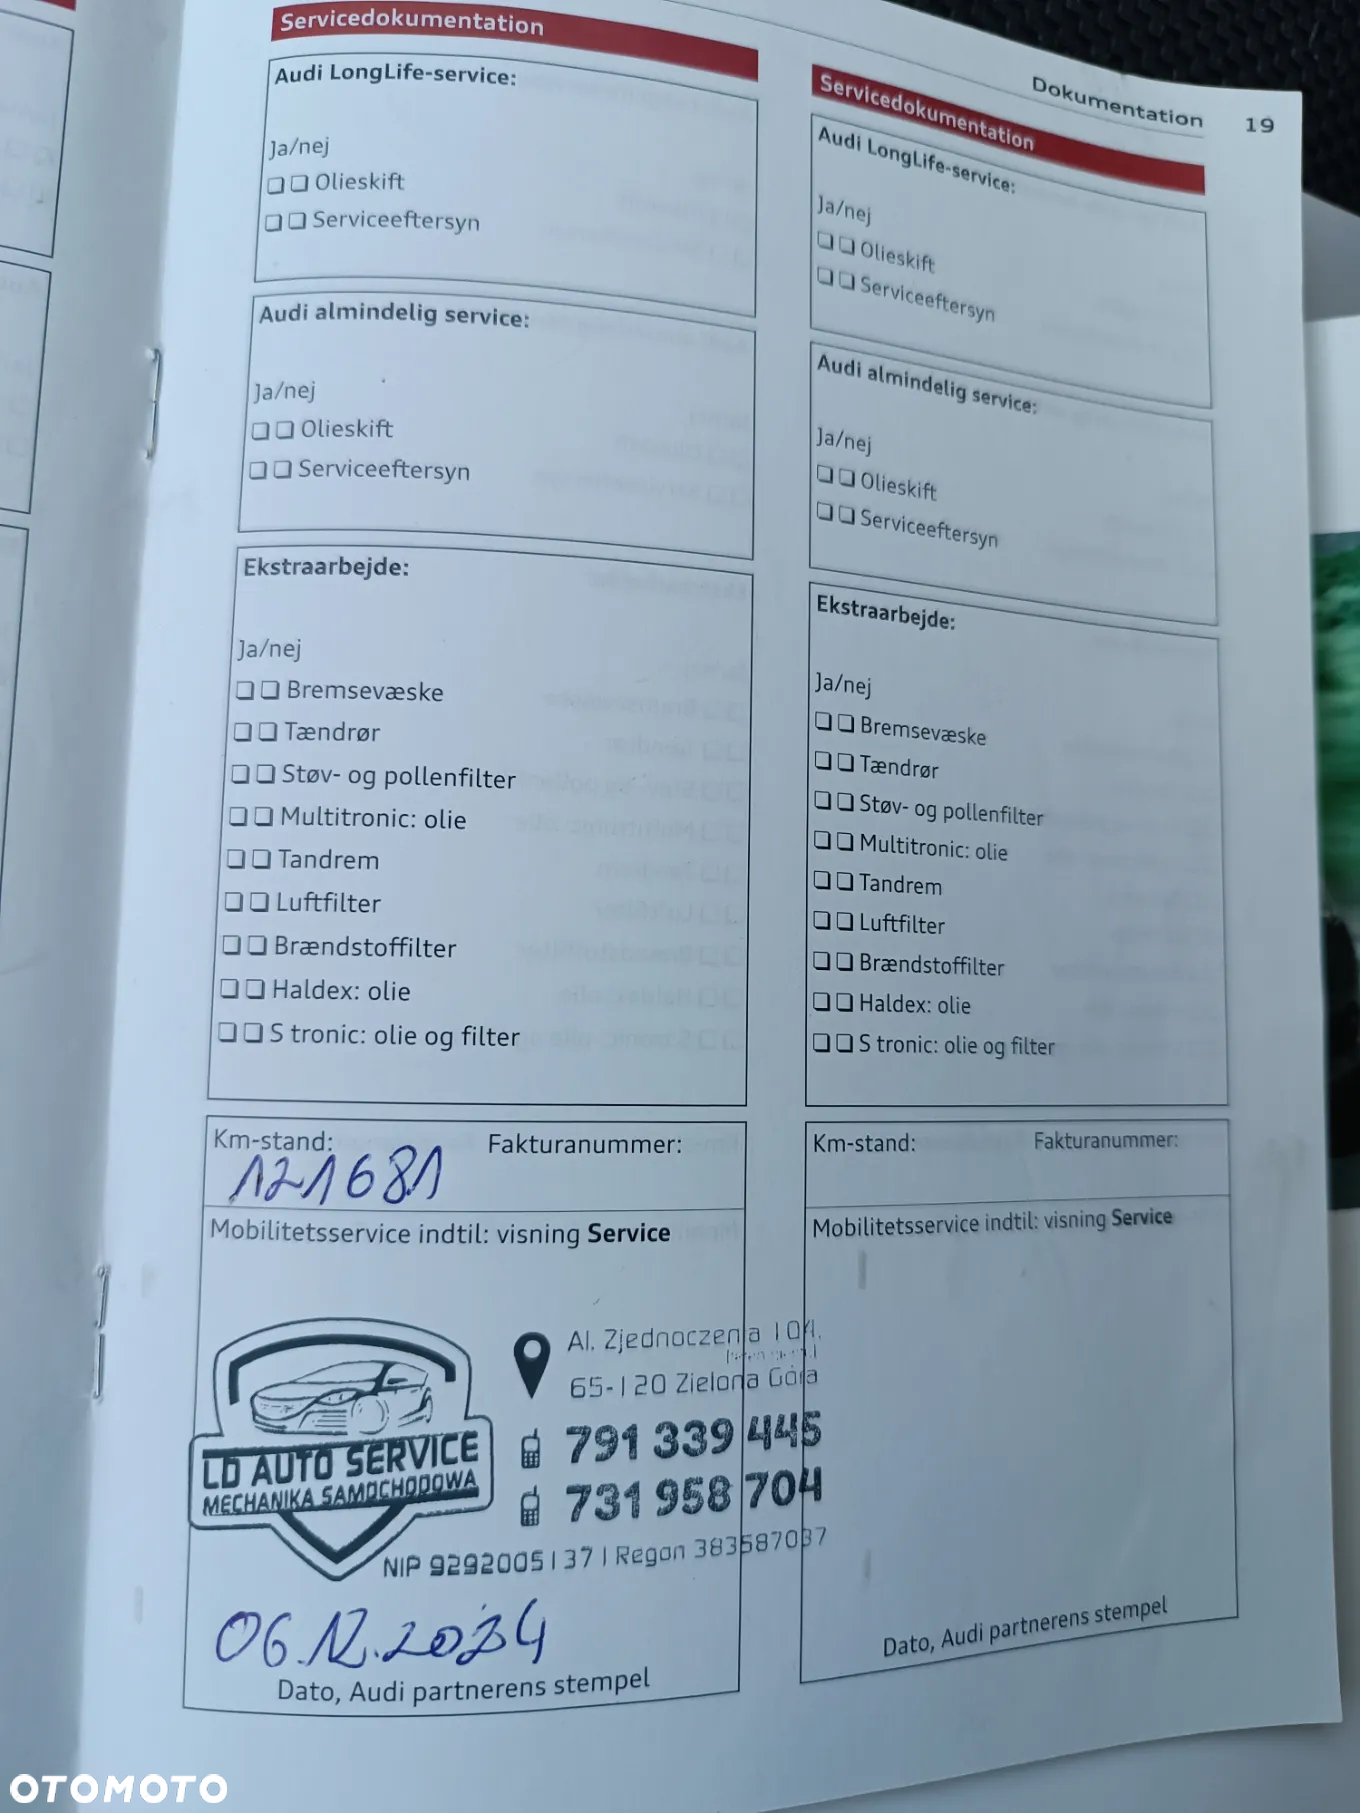 Dokumentation 19
Servicedokumentation
Audi LongLife-service:
Ja/nej
Olieskift
Serviceeftersyn
Audi almindelig service:
Ja/nej
Olieskift
Serviceeftersyn
Ekstraarbejde:
Ja/nej
Bremsevæske
Tændrør
Støv- og pollenfilter
Multitronic: olie
Tandrem
Luftfilter
Brændstoffilter
Haldex: olie
S tronic: olie og filter
Km-stand: Fakturanummer:
121681
Mobilitetsservice indtil: visning Service
LD AUTO SERVICE
MECHANIKA SAMOCHODOWA
Al. Zjednoczenia 104.
65-120 Zielona Góra
791 339 445
731 958 704
NIP 9292005137 | Regon 383587037
06.12.2024
Dato, Audi partnerens stempel
Servicedokumentation
Audi LongLife-service:
Ja/nej
Olieskift
Serviceeftersyn
Audi almindelig service:
Ja/nej
Olieskift
Serviceeftersyn
Ekstraarbejde:
Ja/nej
Bremsevæske
Tændrør
Støv- og pollenfilter
Multitronic: olie
Tandrem
Luftfilter
Brændstoffilter
Haldex: olie
S tronic: olie og filter
Km-stand: Fakturanummer:
Mobilitetsservice indtil: visning Service
Dato, Audi partnerens stempel
OTOMOTO